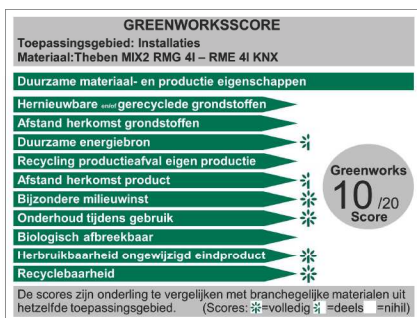 GREENWORKSSCORE
Toepassingsgebied: Installaties
Materiaal:Theben MIX2 RMG 4I – RME 4I KNX
Duurzame materiaal- en productie eigenschappen
Hernieuwbare en/of gerecyclede grondstoffen
Afstand herkomst grondstoffen
Duurzame energiebron
Recycling productieafval eigen productie
Afstand herkomst product
Bijzondere milieuwinst
Onderhoud tijdens gebruik
Biologisch afbreekbaar
Herbruikbaarheid ongewijzigd eindproduct
Recyclebaarheid
Greenworks
10 /20
Score
De scores zijn onderling te vergelijken met branchegelijke materialen uit
hetzelfde toepassingsgebied. (Scores: =volledig =deels =nihil)